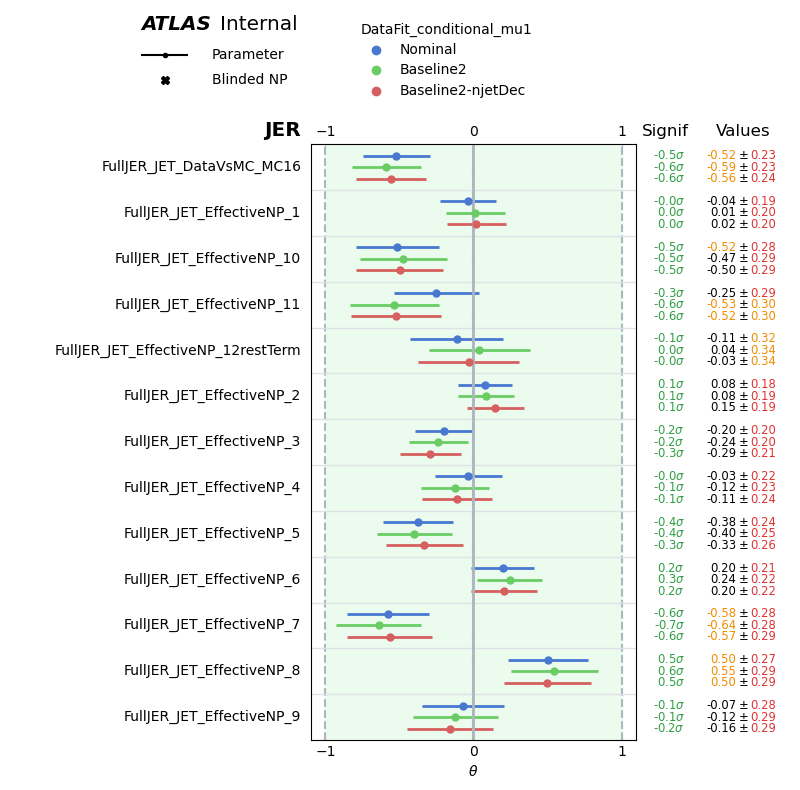 ATLAS Internal
Parameter
Blinded NP
DataFit_conditional_mu1
Nominal
Baseline2
Baseline2-njetDec
JER −1 0 1 Signif Values
FullJER_JET_DataVsMC_MC16
-0.5σ -0.52 ± 0.23
-0.6σ -0.59 ± 0.23
-0.6σ -0.56 ± 0.24
FullJER_JET_EffectiveNP_1
-0.0σ -0.04 ± 0.19
0.0σ 0.01 ± 0.20
0.0σ 0.02 ± 0.20
FullJER_JET_EffectiveNP_10
-0.5σ -0.52 ± 0.28
-0.5σ -0.47 ± 0.29
-0.5σ -0.50 ± 0.29
FullJER_JET_EffectiveNP_11
-0.3σ -0.25 ± 0.29
-0.6σ -0.53 ± 0.30
-0.6σ -0.52 ± 0.30
FullJER_JET_EffectiveNP_12restTerm
-0.1σ -0.11 ± 0.32
0.0σ 0.04 ± 0.34
-0.0σ -0.03 ± 0.34
FullJER_JET_EffectiveNP_2
0.1σ 0.08 ± 0.18
0.1σ 0.08 ± 0.19
0.1σ 0.15 ± 0.19
FullJER_JET_EffectiveNP_3
-0.2σ -0.20 ± 0.20
-0.2σ -0.24 ± 0.20
-0.3σ -0.29 ± 0.21
FullJER_JET_EffectiveNP_4
-0.0σ -0.03 ± 0.22
-0.1σ -0.12 ± 0.23
-0.1σ -0.11 ± 0.24
FullJER_JET_EffectiveNP_5
-0.4σ -0.38 ± 0.24
-0.4σ -0.40 ± 0.25
-0.3σ -0.33 ± 0.26
FullJER_JET_EffectiveNP_6
0.2σ 0.20 ± 0.21
0.3σ 0.24 ± 0.22
0.2σ 0.20 ± 0.22
FullJER_JET_EffectiveNP_7
-0.6σ -0.58 ± 0.28
-0.7σ -0.64 ± 0.28
-0.6σ -0.57 ± 0.29
FullJER_JET_EffectiveNP_8
0.5σ 0.50 ± 0.27
0.6σ 0.55 ± 0.29
0.5σ 0.50 ± 0.29
FullJER_JET_EffectiveNP_9
-0.1σ -0.07 ± 0.28
-0.1σ -0.12 ± 0.29
-0.2σ -0.16 ± 0.29
−1 0 1
θ